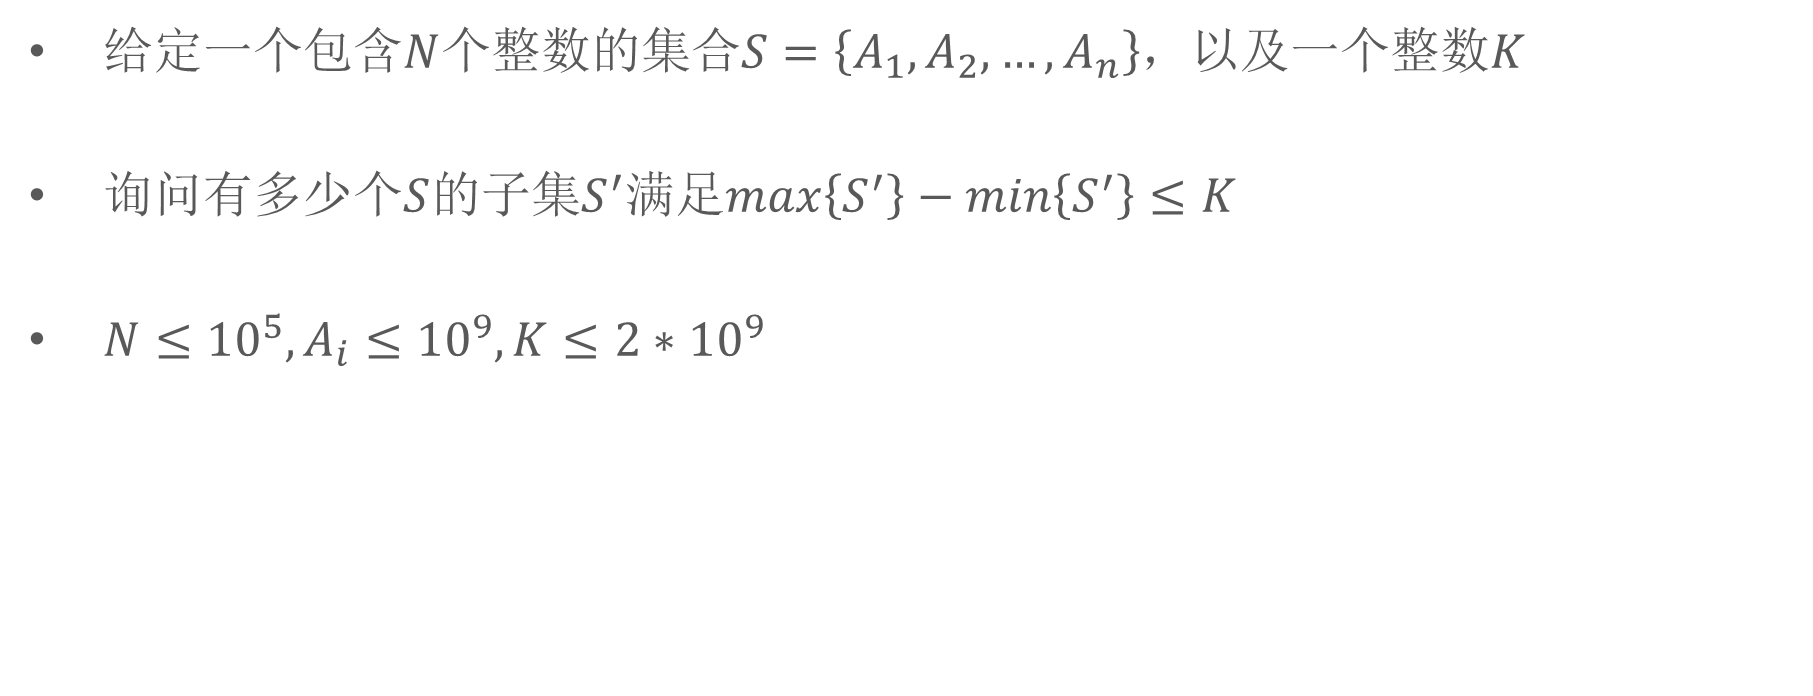 • 给定一个包含N个整数的集合S = {A₁, A₂, … , Aₙ}，以及一个整数K
• 询问有多少个S的子集S′满足max{S′} − min{S′} ≤ K
• N ≤ 10⁵, Aᵢ ≤ 10⁹, K ≤ 2 ∗ 10⁹